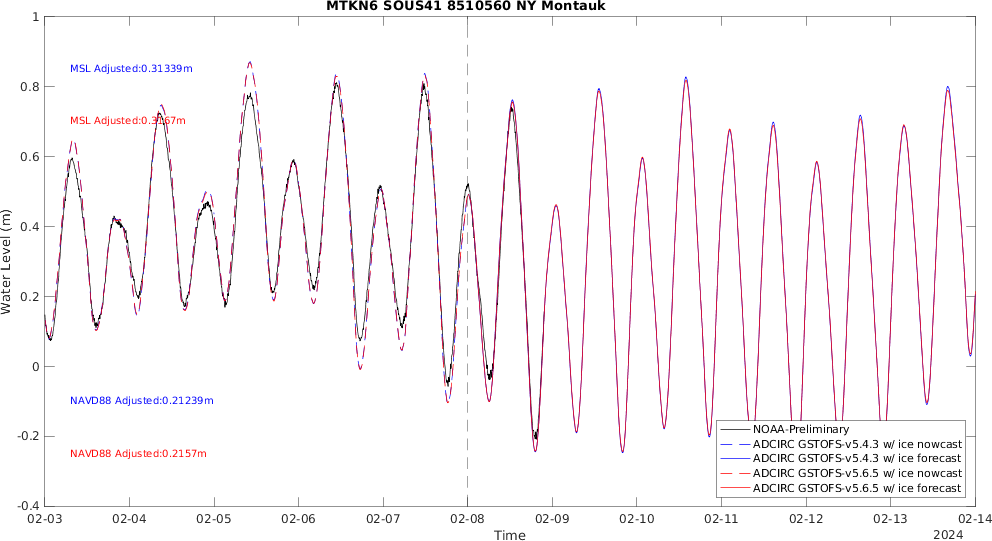 MTKN6 SOUS41 8510560 NY Montauk
1
0.8
0.6
0.4
0.2
0
-0.2
-0.4
Water Level (m)
MSL Adjusted:0.31339m
MSL Adjusted:0.3167m
NAVD88 Adjusted:0.21239m
NAVD88 Adjusted:0.2157m
NOAA-Preliminary
ADCIRC GSTOFS-v5.4.3 w/ ice nowcast
ADCIRC GSTOFS-v5.4.3 w/ ice forecast
ADCIRC GSTOFS-v5.6.5 w/ ice nowcast
ADCIRC GSTOFS-v5.6.5 w/ ice forecast
02-03 02-04 02-05 02-06 02-07 02-08 02-09 02-10 02-11 02-12 02-13 02-14
Time
2024